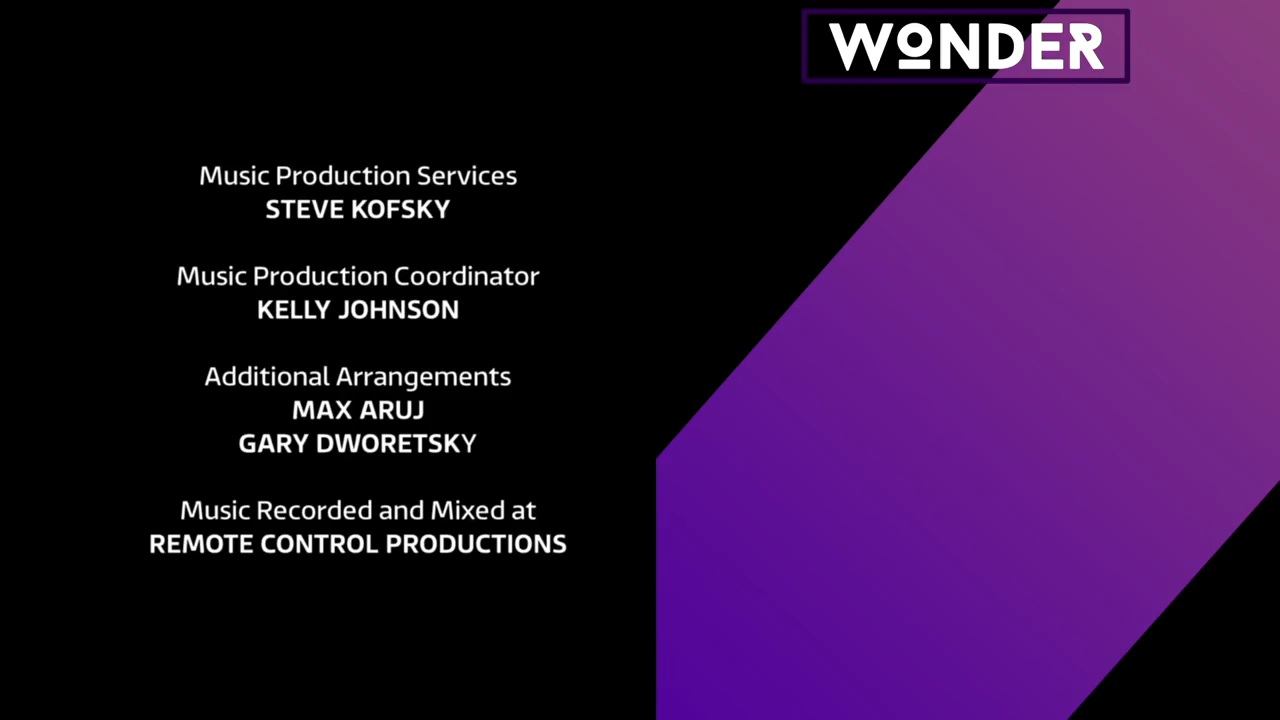 WONDER
Music Production Services
STEVE KOFSKY
Music Production Coordinator
KELLY JOHNSON
Additional Arrangements
MAX ARUJ
GARY DWORETSKY
Music Recorded and Mixed at
REMOTE CONTROL PRODUCTIONS